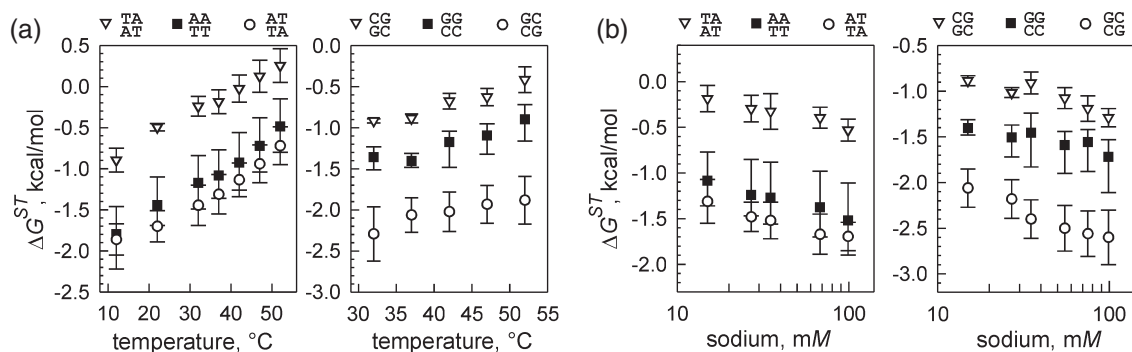 (a)
TA AA AT
AT TT TA
CG GG GC
GC CC CG
(b)
TA AA AT
AT TT TA
CG GG GC
GC CC CG
ΔG^ST, kcal/mol
0.5
0.0
-0.5
-1.0
-1.5
-2.0
-2.5
10 20 30 40 50
temperature, °C
0.0
-0.5
-1.0
-1.5
-2.0
-2.5
-3.0
30 35 40 45 50 55
temperature, °C
ΔG^ST, kcal/mol
0.0
-0.5
-1.0
-1.5
-2.0
10 100
sodium, mM
-0.5
-1.0
-1.5
-2.0
-2.5
-3.0
10 100
sodium, mM